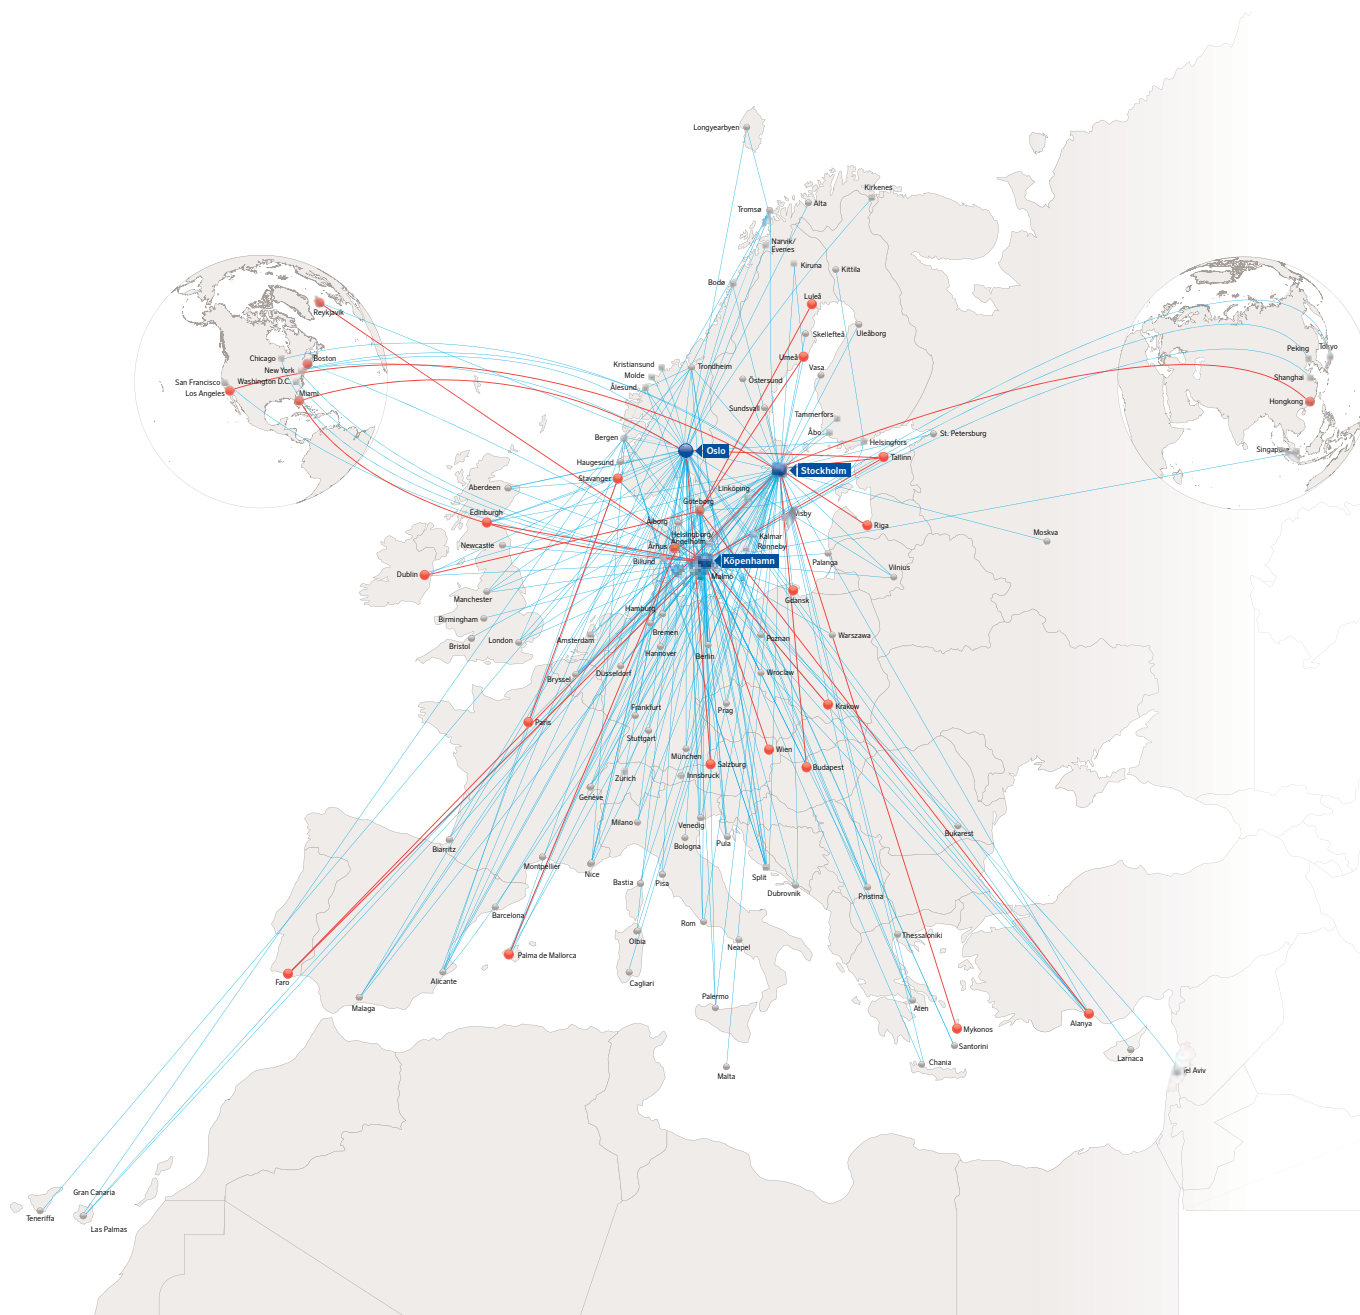 Longyearbyen
Kirkenes
Alta
Tromsø
Narvik/
Evenes
Kiruna
Kittila
Bodø
Luleå
Reykjavik
Skellefteå
Uleåborg
Chicago
Boston
New York
San Francisco
Washington D.C.
Los Angeles
Miami
Kristiansund
Molde
Ålesund
Trondheim
Umeå
Vasa
Östersund
Peking
Tokyo
Shanghai
Hongkong
Singapore
Sundsvall
Tammerfors
Åbo
Helsingfors
St. Petersburg
Bergen
Oslo
Tallinn
Haugesund
Stockholm
Stavanger
Aberdeen
Linköping
Göteborg
Edinburgh
Ålborg
Visby
Riga
Helsingborg/
Ängelholm
Kalmar
Moskva
Newcastle
Århus
Ronneby
Billund
Köpenhamn
Palanga
Vilnius
Dublin
Malmö
Manchester
Gdansk
Hamburg
Birmingham
Bremen
Amsterdam
London
Bristol
Hannover
Berlin
Poznan
Warszawa
Bryssel
Düsseldorf
Wroclaw
Frankfurt
Prag
Krakow
Paris
Stuttgart
München
Wien
Salzburg
Budapest
Zürich
Innsbruck
Genève
Milano
Venedig
Bologna
Pula
Bukarest
Biarritz
Montpellier
Nice
Bastia
Pisa
Split
Dubrovnik
Pristina
Barcelona
Rom
Olbia
Neapel
Thessaloniki
Palma de Mallorca
Faro
Alicante
Cagliari
Malaga
Palermo
Aten
Mykonos
Alanya
Santorini
Chania
Larnaca
Tel Aviv
Malta
Gran Canaria
Teneriffa
Las Palmas